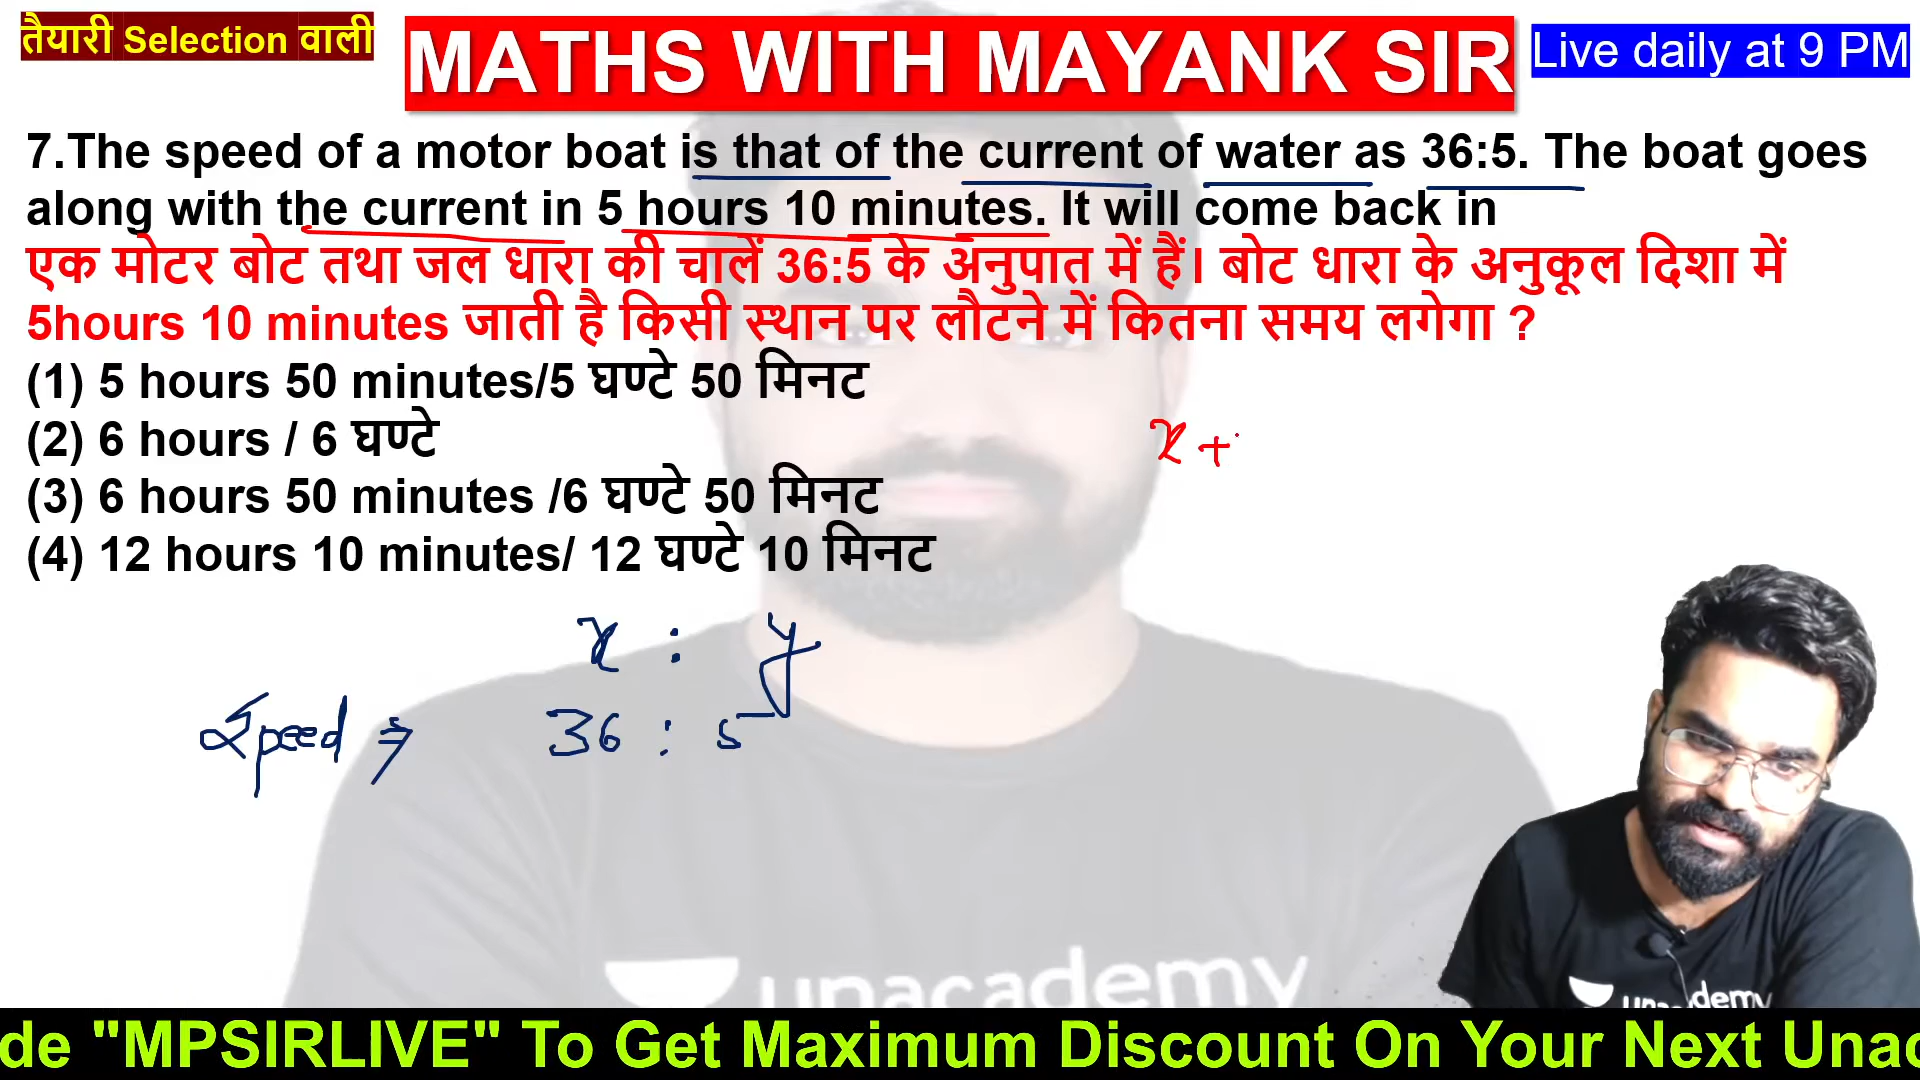 तैयारी Selection वाली
MATHS WITH MAYANK SIR
Live daily at 9 PM
7.The speed of a motor boat is that of the current of water as 36:5. The boat goes
along with the current in 5 hours 10 minutes. It will come back in
एक मोटर बोट तथा जल धारा की चालें 36:5 के अनुपात में हैं। बोट धारा के अनुकूल दिशा में
5hours 10 minutes जाती है किसी स्थान पर लौटने में कितना समय लगेगा ?
(1) 5 hours 50 minutes/5 घण्टे 50 मिनट
(2) 6 hours / 6 घण्टे
(3) 6 hours 50 minutes /6 घण्टे 50 मिनट
(4) 12 hours 10 minutes/ 12 घण्टे 10 मिनट
x +
x : y
Speed ⇒ 36 : 5
unacademy
unacademy
de "MPSIRLIVE" To Get Maximum Discount On Your Next Unac